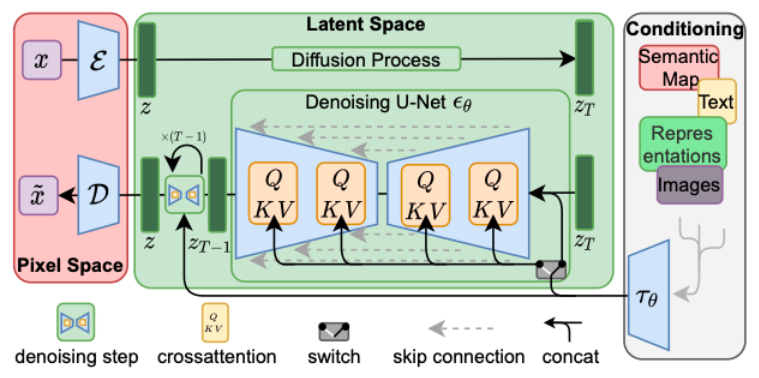 Latent Space
Conditioning
x
ℰ
Diffusion Process
Semantic
Map
Text
z
Denoising U-Net ϵθ
zT
Repres
entations
Images
×(T−1)
Q
KV
Q
KV
Q
KV
Q
KV
x̃
𝒟
z
zT−1
zT
Pixel Space
τθ
Q
KV
denoising step
crossattention
switch
skip connection
concat